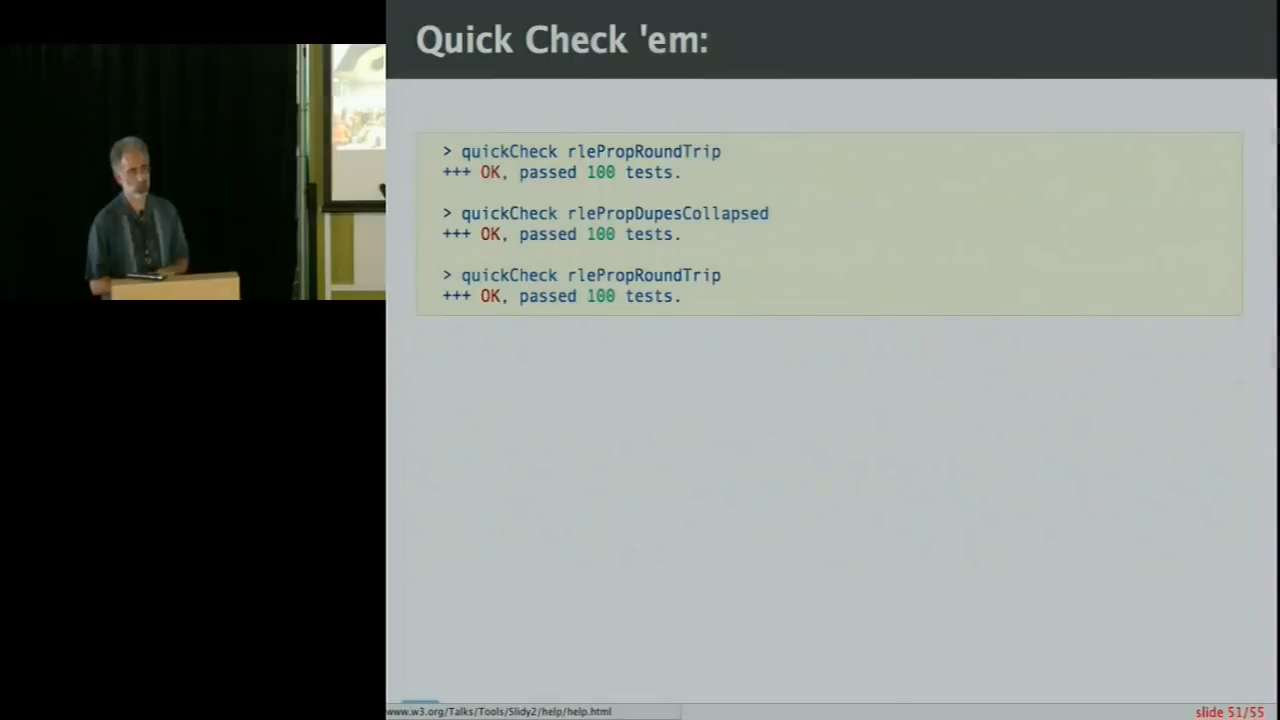 Quick Check 'em:
> quickCheck rlePropRoundTrip
+++ OK, passed 100 tests.
> quickCheck rlePropDupesCollapsed
+++ OK, passed 100 tests.
> quickCheck rlePropRoundTrip
+++ OK, passed 100 tests.
www.w3.org/Talks/Tools/Slidy2/help/help.html
slide 51/55